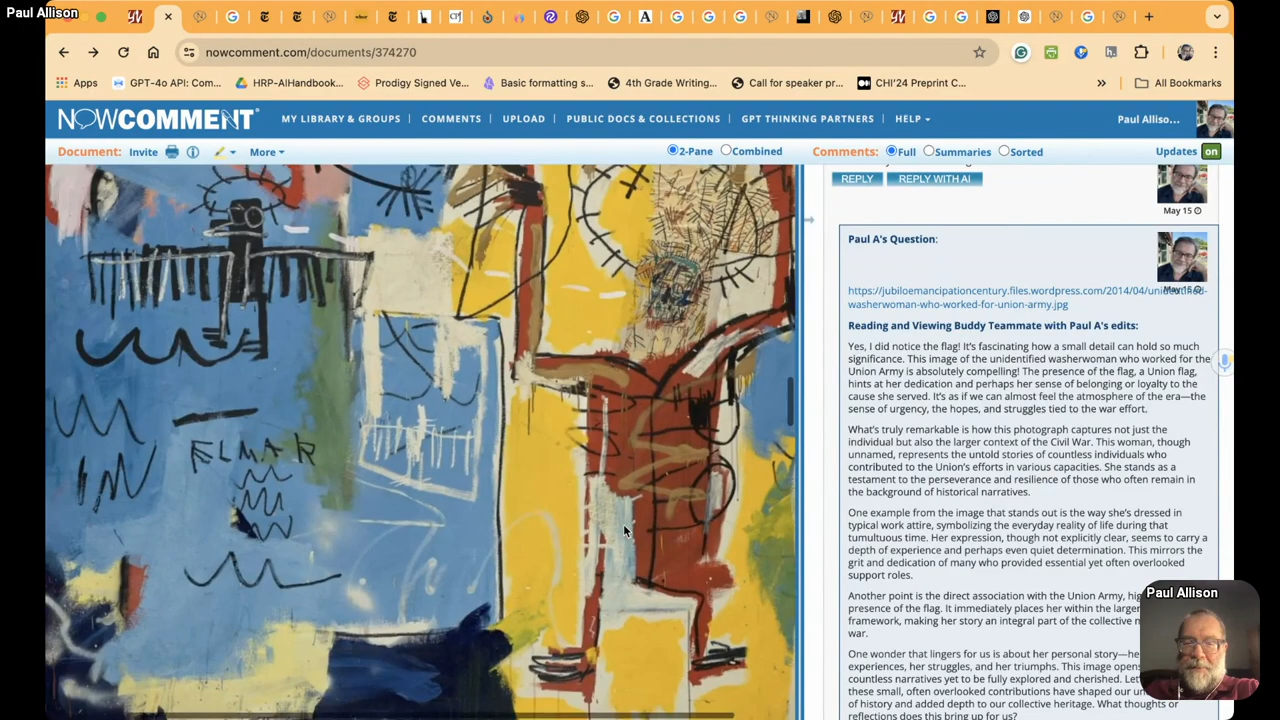 Paul Allison
nowcomment.com/documents/374270
Apps
GPT-4o API: Com...
HRP-AIHandbook...
Prodigy Signed Ve...
Basic formatting s...
4th Grade Writing...
Call for speaker pr...
CHI'24 Preprint C...
»
All Bookmarks
NOWCOMMENT®
MY LIBRARY & GROUPS | COMMENTS | UPLOAD | PUBLIC DOCS & COLLECTIONS | GPT THINKING PARTNERS | HELP
Paul Alliso...
Document: Invite More 2-Pane Combined
Comments: Full Summaries Sorted Updates on
REPLY REPLY WITH AI
May 15
Paul A's Question:
https://jubiloemancipationcentury.files.wordpress.com/2014/04/unidentified-
washerwoman-who-worked-for-union-army.jpg
Reading and Viewing Buddy Teammate with Paul A's edits:
Yes, I did notice the flag! It's fascinating how a small detail can hold so much
significance. This image of the unidentified washerwoman who worked for the
Union Army is absolutely compelling! The presence of the flag, a Union flag,
hints at her dedication and perhaps her sense of belonging or loyalty to the
cause she served. It's as if we can almost feel the atmosphere of the era—the
sense of urgency, the hopes, and struggles tied to the war effort.
What's truly remarkable is how this photograph captures not just the
individual but also the larger context of the Civil War. This woman, though
unnamed, represents the untold stories of countless individuals who
contributed to the Union's efforts in various capacities. She stands as a
testament to the perseverance and resilience of those who often remain in
the background of historical narratives.
One example from the image that stands out is the way she's dressed in
typical work attire, symbolizing the everyday reality of life during that
tumultuous time. Her expression, though not explicitly clear, seems to carry a
depth of experience and perhaps even quiet determination. This mirrors the
grit and dedication of many who provided essential yet often overlooked
support roles.
Another point is the direct association with the Union Army, hig
presence of the flag. It immediately places her within the larger
framework, making her story an integral part of the collective m
war.
One wonder that lingers for us is about her personal story—he
experiences, her struggles, and her triumphs. This image opens
countless narratives yet to be fully explored and cherished. Let
these small, often overlooked contributions have shaped our un
of history and added depth to our collective heritage. What thoughts or
reflections does this bring up for us?
ELMAR
Paul Allison